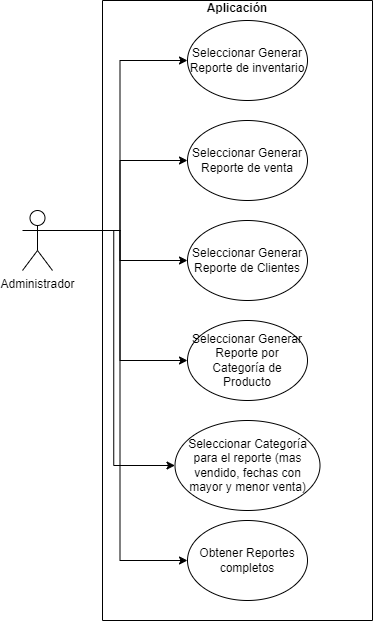 Aplicación
Seleccionar Generar
Reporte de inventario
Seleccionar Generar
Reporte de venta
Administrador
Seleccionar Generar
Reporte de Clientes
Seleccionar Generar
Reporte por
Categoría de
Producto
Seleccionar Categoría
para el reporte (mas
vendido, fechas con
mayor y menor venta)
Obtener Reportes
completos